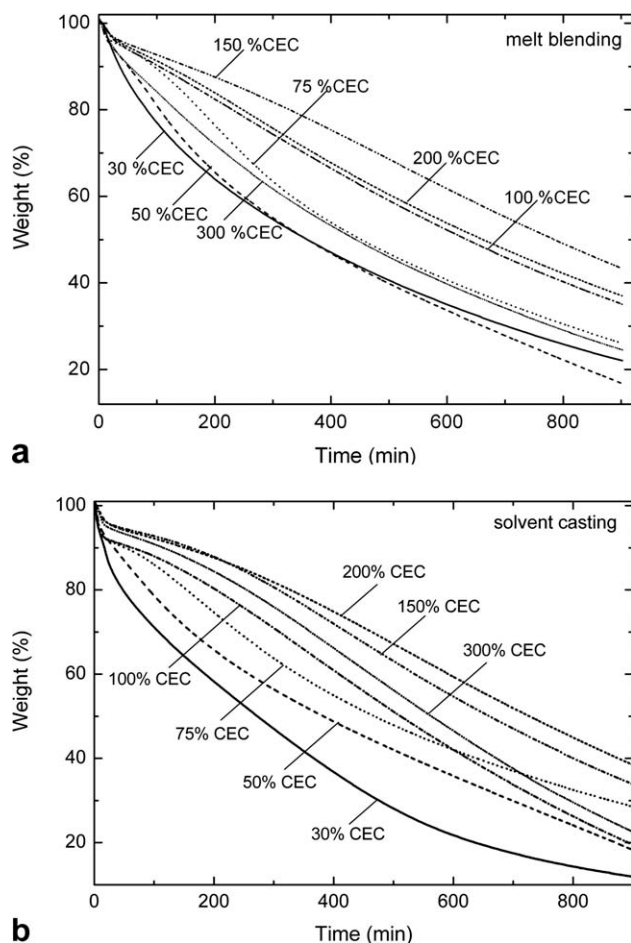 100
150 %CEC
melt blending
80
75 %CEC
30 %CEC
200 %CEC
60
50 %CEC
100 %CEC
300 %CEC
Weight (%)
40
20
0
200
400
600
800
Time (min)
a
100
solvent casting
200% CEC
80
150% CEC
300% CEC
60
100% CEC
75% CEC
Weight (%)
40
50% CEC
30% CEC
20
0
200
400
600
800
Time (min)
b